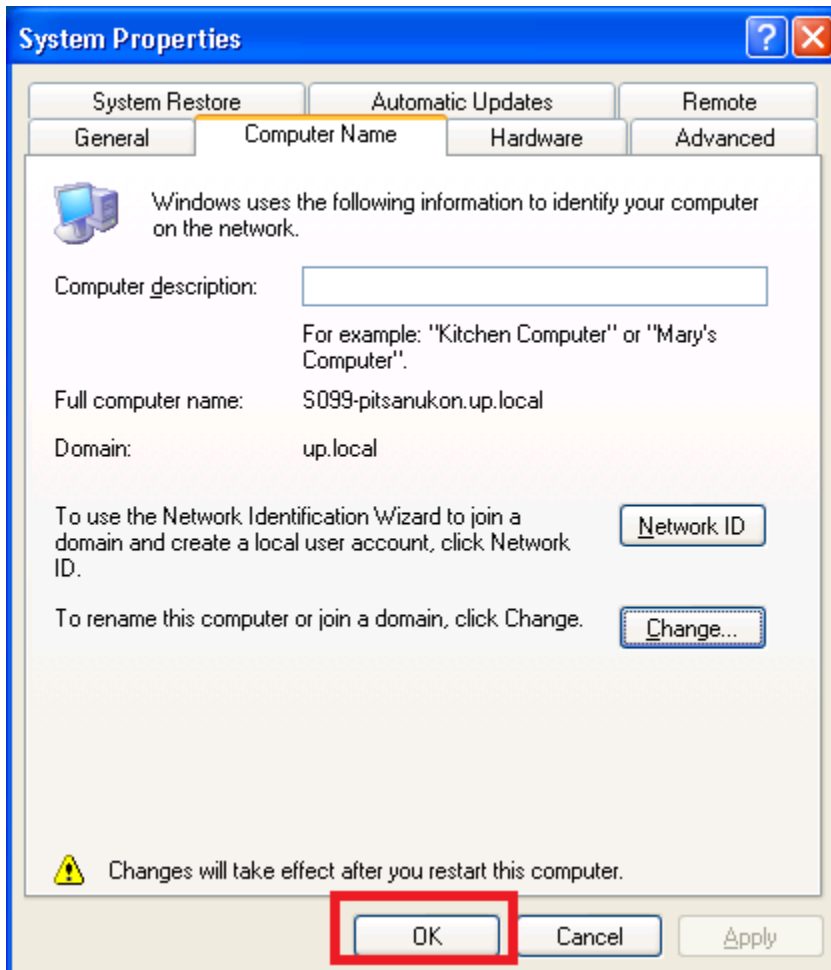 System Properties
System Restore Automatic Updates Remote
General Computer Name Hardware Advanced
Windows uses the following information to identify your computer
on the network.
Computer description:
For example: "Kitchen Computer" or "Mary's
Computer".
Full computer name: S099-pitsanukon.up.local
Domain: up.local
To use the Network Identification Wizard to join a
domain and create a local user account, click Network
ID.
Network ID
To rename this computer or join a domain, click Change.
Change...
Changes will take effect after you restart this computer.
OK Cancel Apply